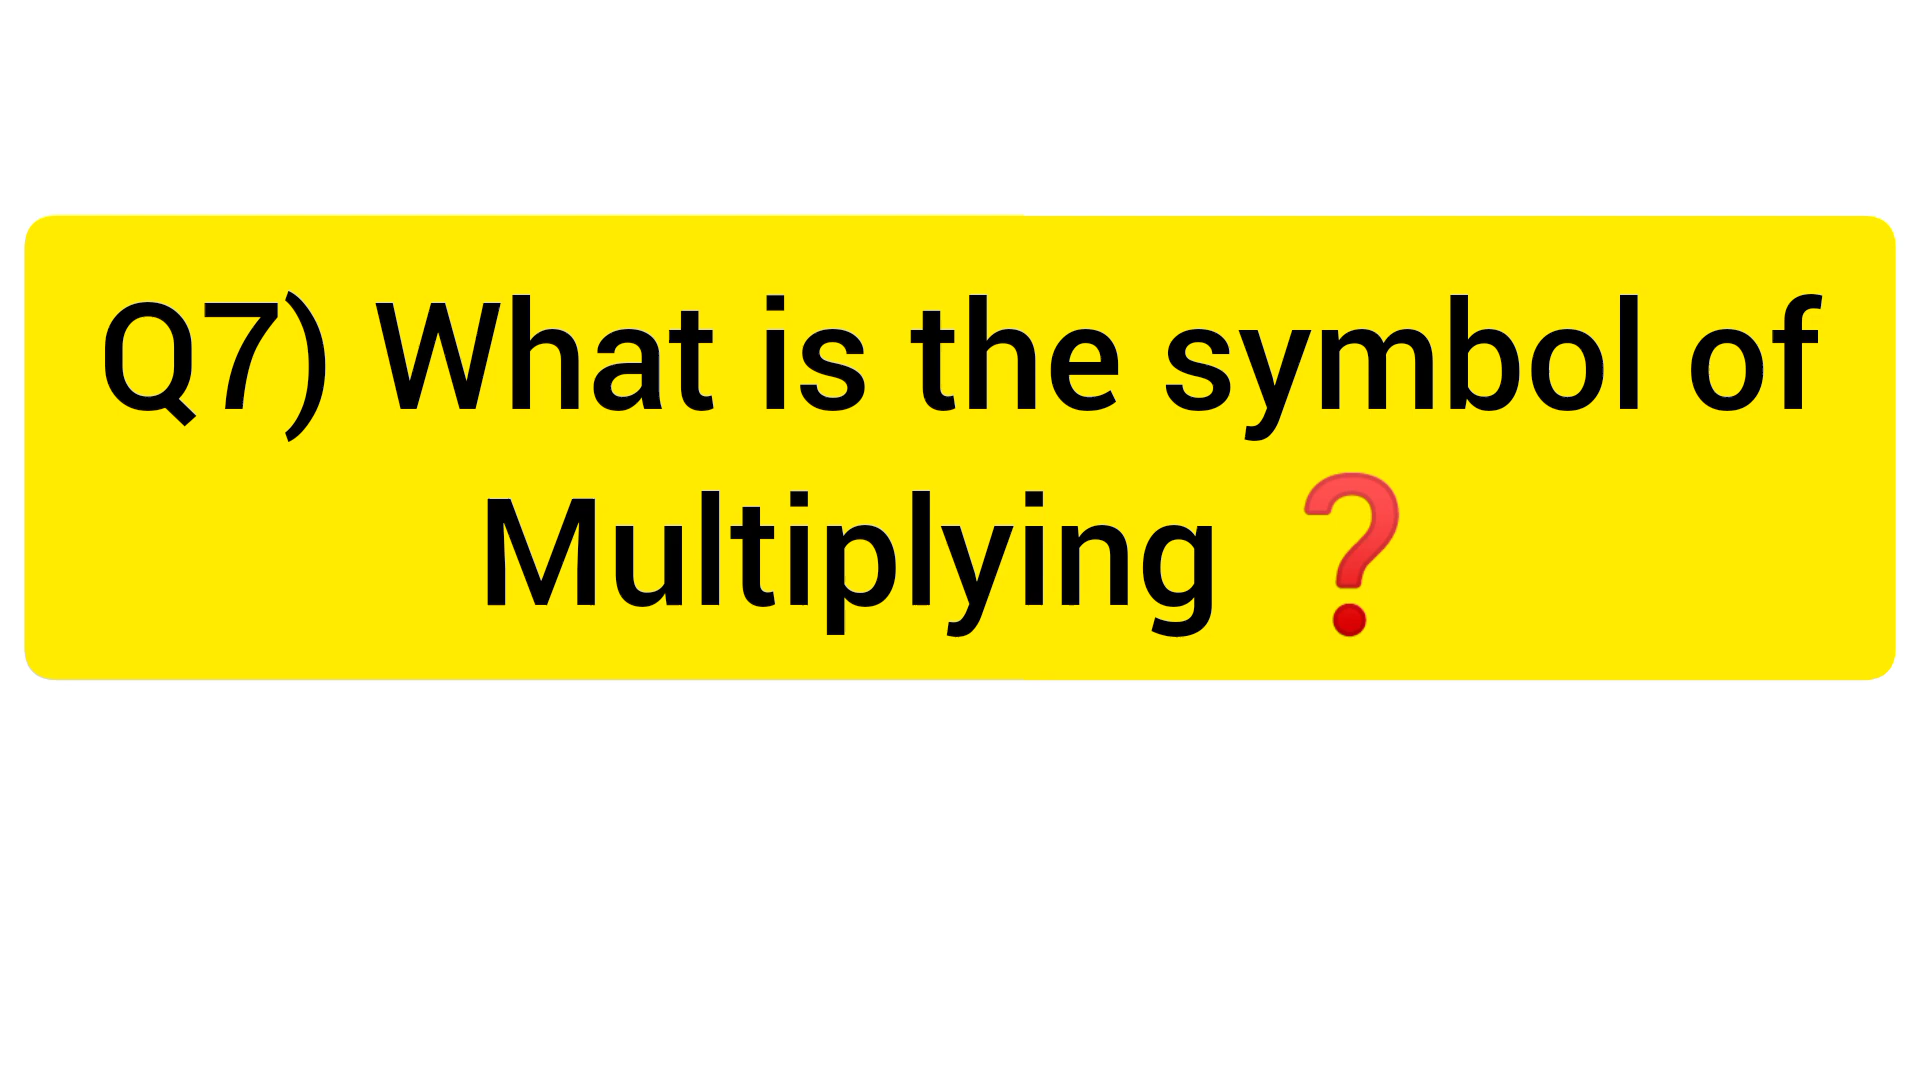 Q7) What is the symbol of
Multiplying ❓